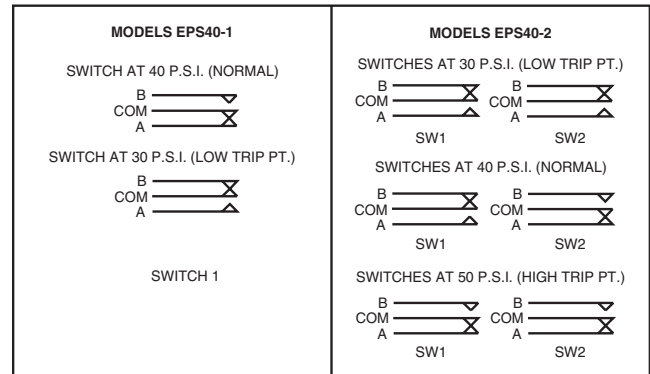 MODELS EPS40-1
SWITCH AT 40 P.S.I. (NORMAL)
B
COM
A
SWITCH AT 30 P.S.I. (LOW TRIP PT.)
B
COM
A
SWITCH 1
MODELS EPS40-2
SWITCHES AT 30 P.S.I. (LOW TRIP PT.)
B B
COM COM
A A
SW1 SW2
SWITCHES AT 40 P.S.I. (NORMAL)
B B
COM COM
A A
SW1 SW2
SWITCHES AT 50 P.S.I. (HIGH TRIP PT.)
B B
COM COM
A A
SW1 SW2